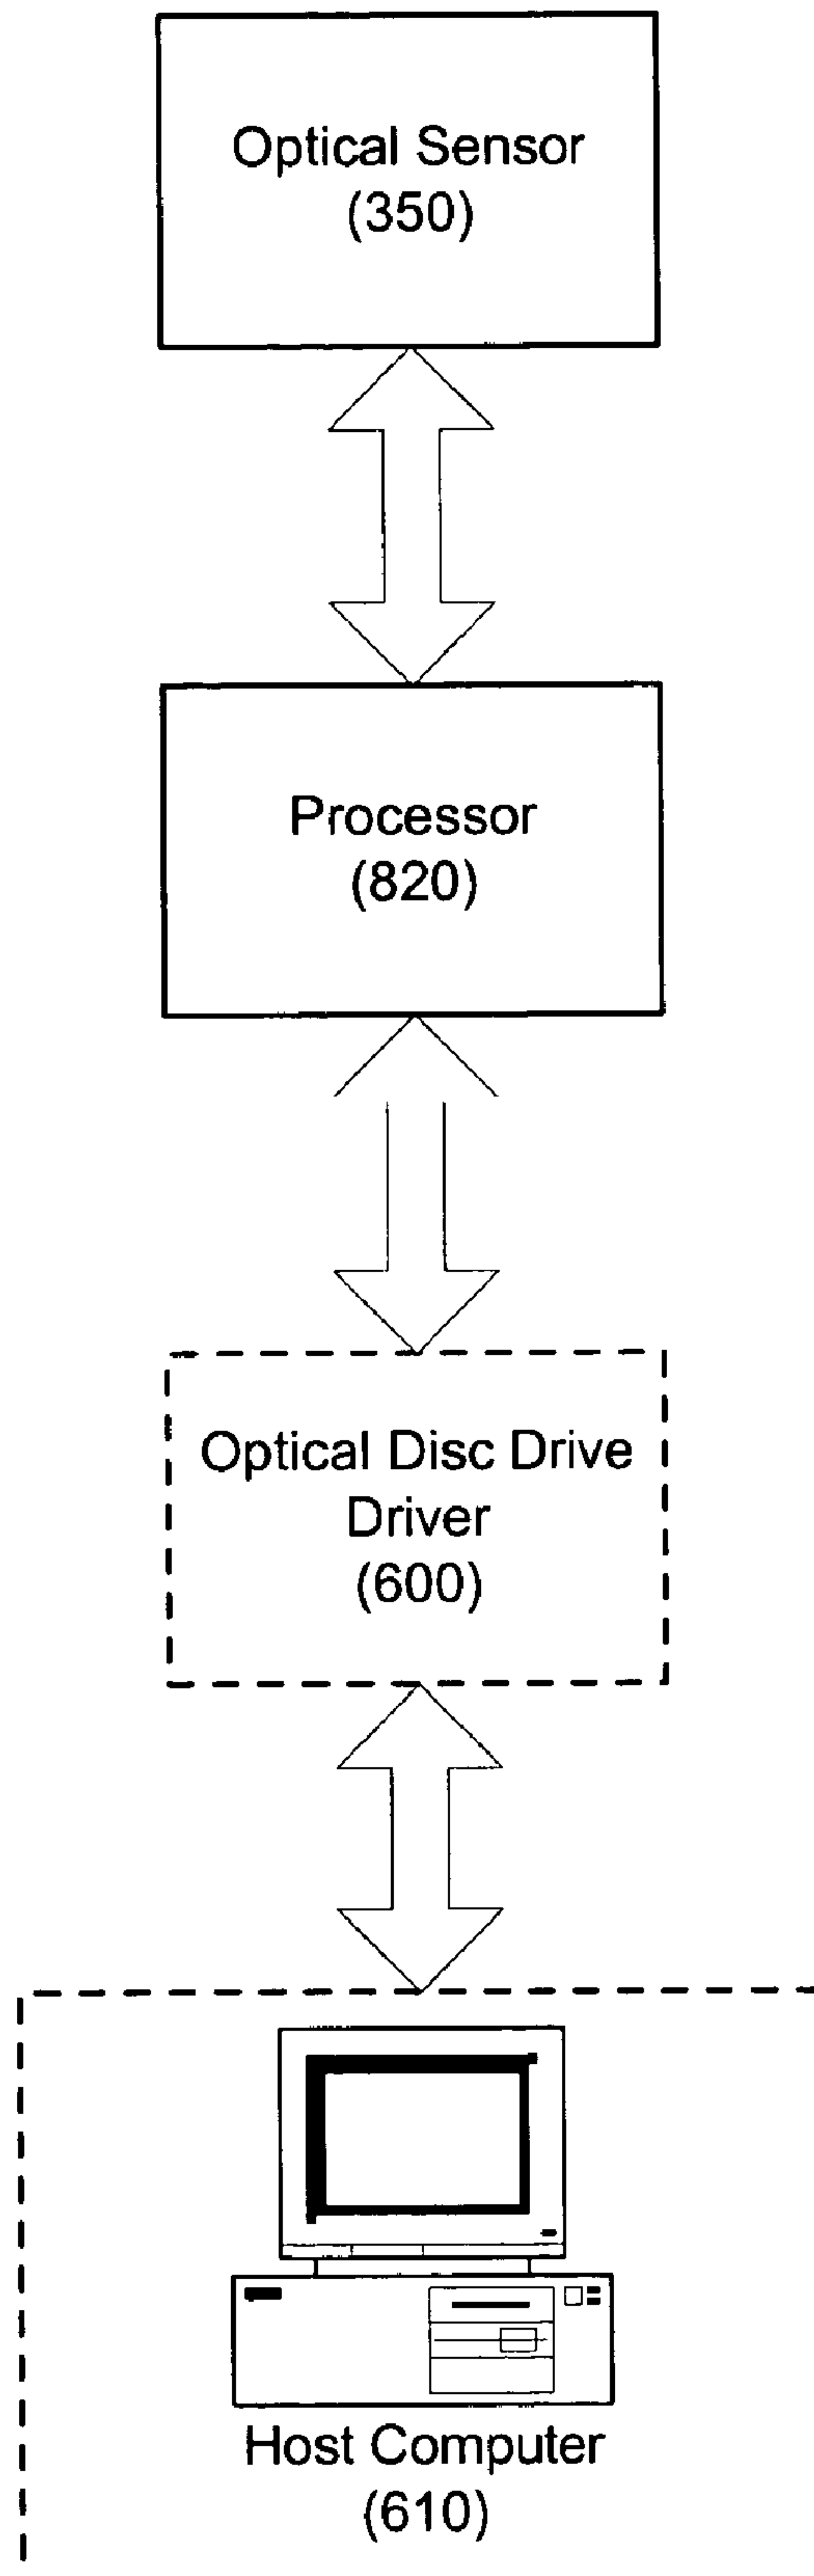 Optical Sensor
(350)
Processor
(820)
Optical Disc Drive
Driver
(600)
Host Computer
(610)